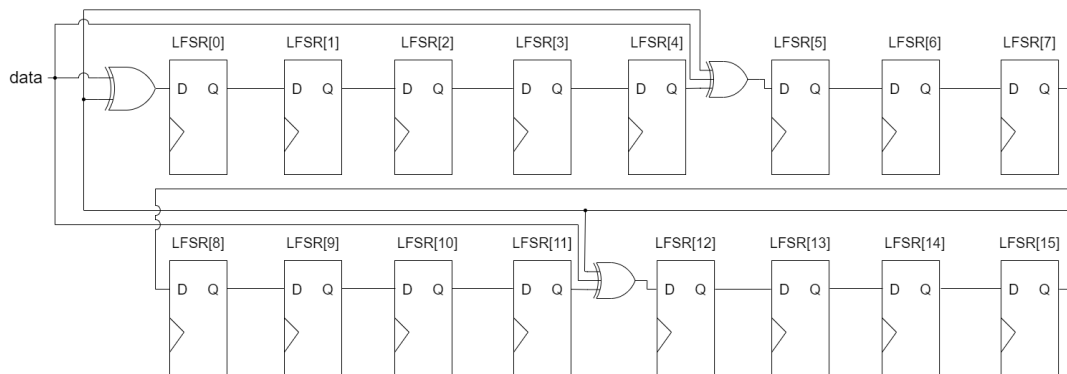 LFSR[0] LFSR[1] LFSR[2] LFSR[3] LFSR[4] LFSR[5] LFSR[6] LFSR[7]
data
D Q D Q D Q D Q D Q D Q D Q D Q
LFSR[8] LFSR[9] LFSR[10] LFSR[11] LFSR[12] LFSR[13] LFSR[14] LFSR[15]
D Q D Q D Q D Q D Q D Q D Q D Q